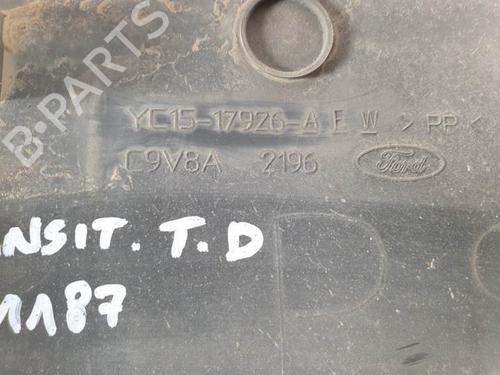 YC15-17926-A E W > PP <
C9V8A 2196 Ford
NSIT. T.D
1187
D
B-PARTS